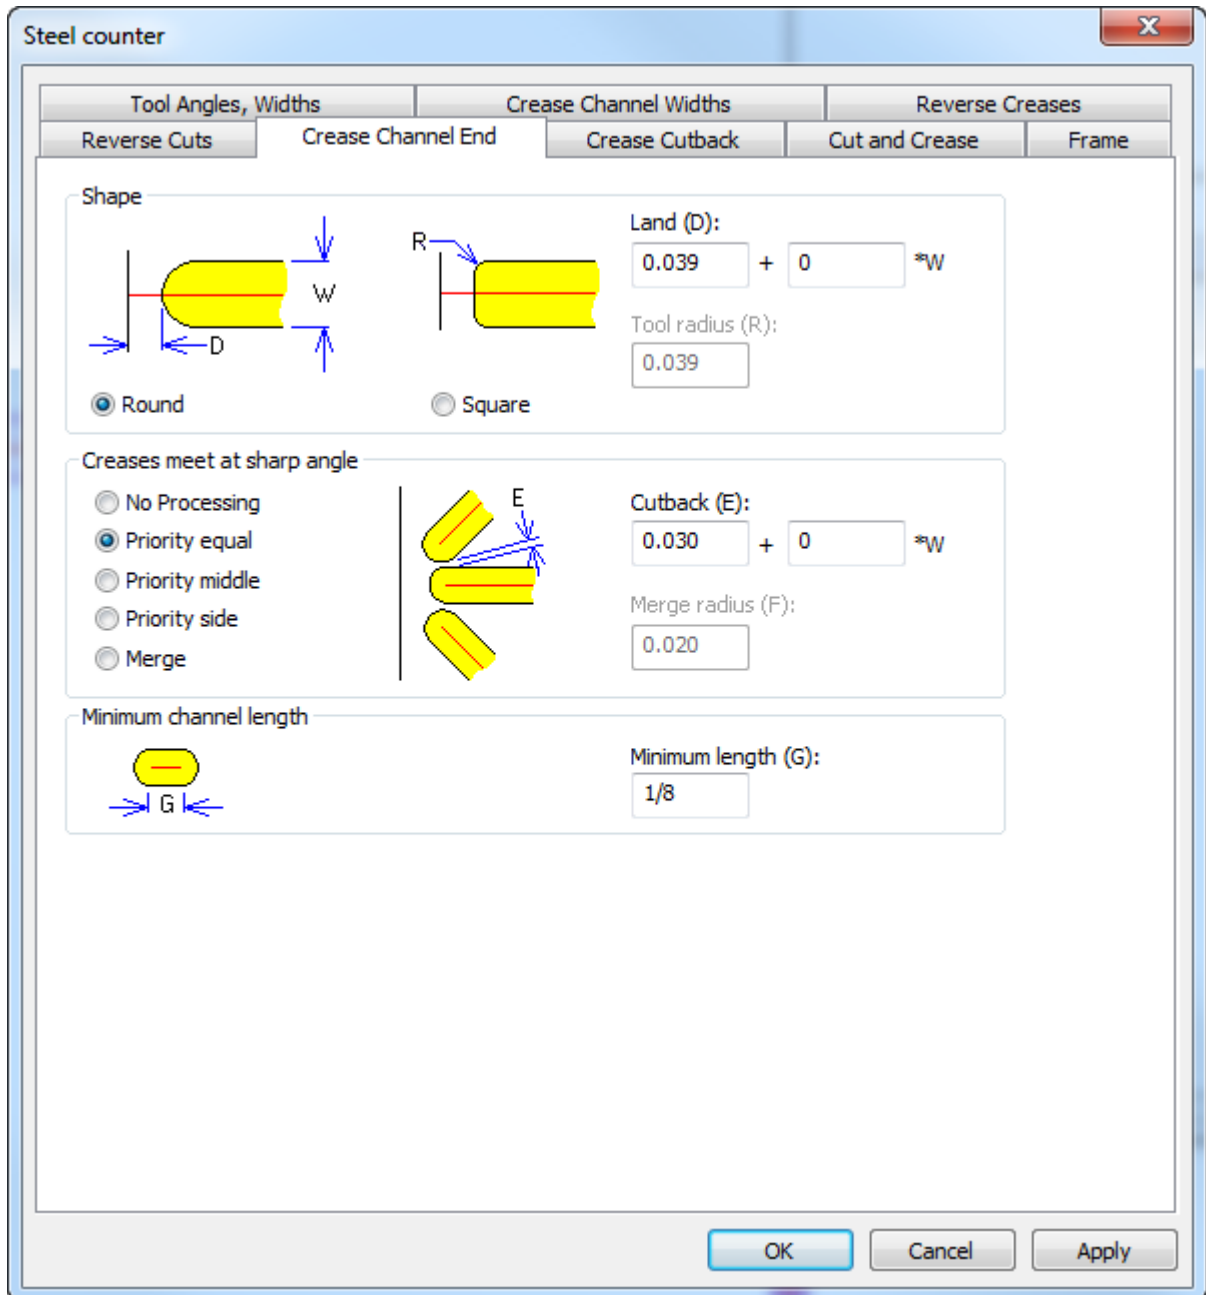 Steel counter
Tool Angles, Widths Crease Channel Widths Reverse Creases
Reverse Cuts Crease Channel End Crease Cutback Cut and Crease Frame
Shape
Land (D):
R
0.039 + 0 *W
W
Tool radius (R):
D
0.039
Round Square
Creases meet at sharp angle
No Processing
E
Cutback (E):
Priority equal
0.030 + 0 *W
Priority middle
Merge radius (F):
Priority side
0.020
Merge
Minimum channel length
Minimum length (G):
G
1/8
OK Cancel Apply